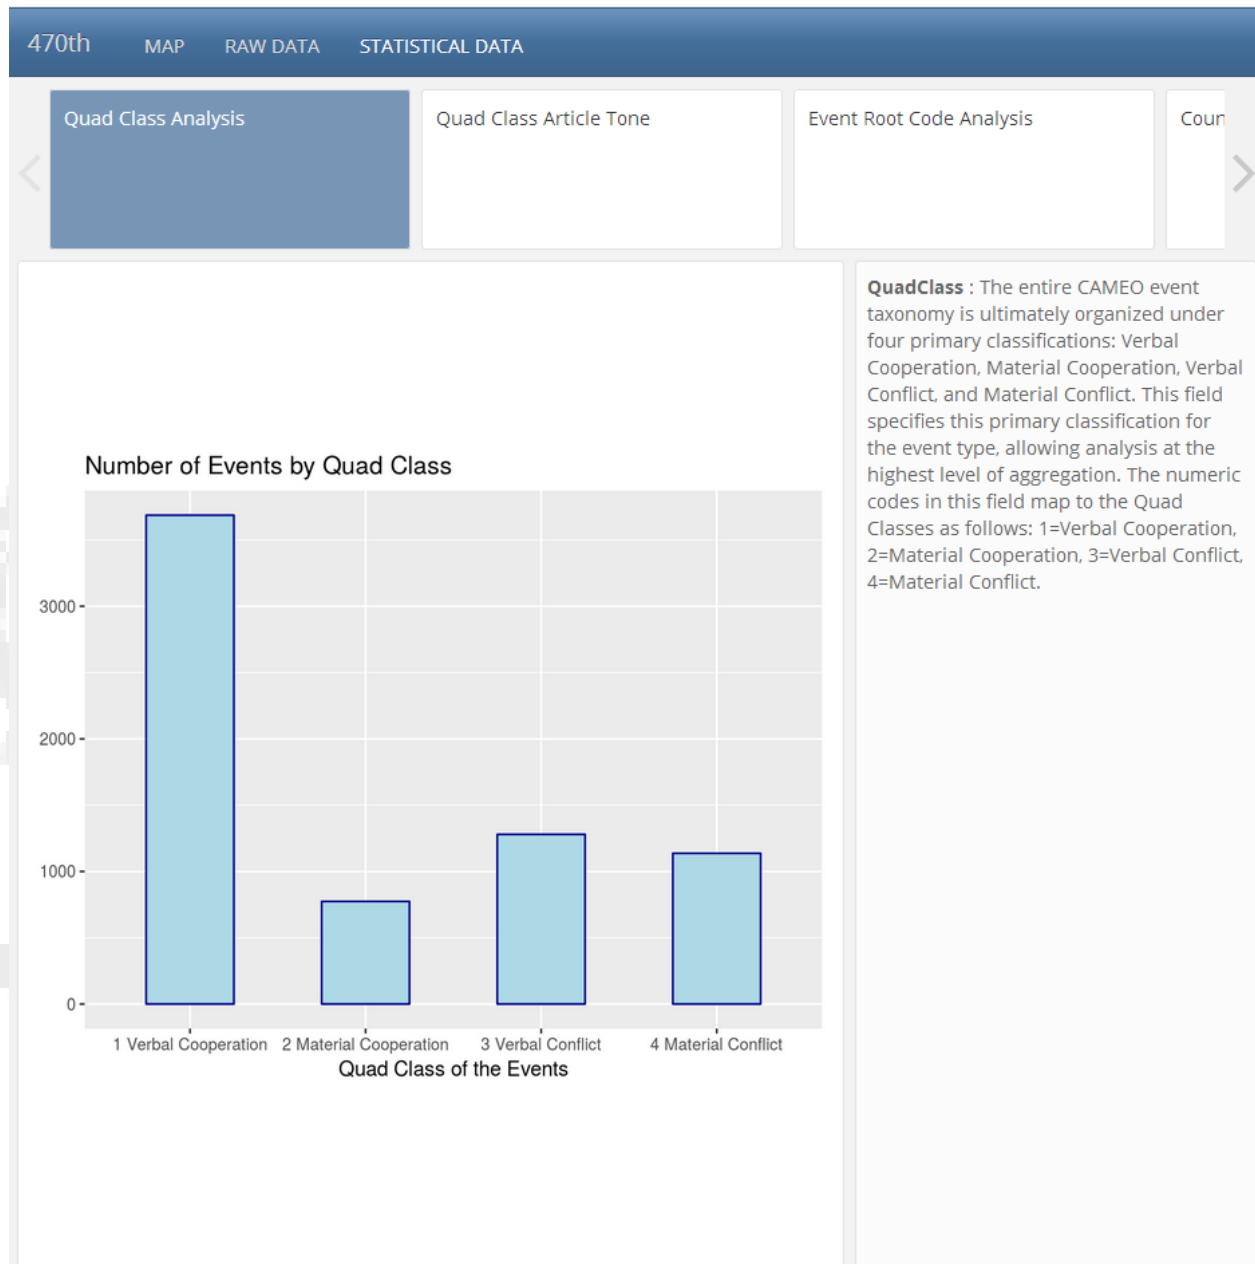 470th MAP RAW DATA STATISTICAL DATA
Quad Class Analysis
Quad Class Article Tone
Event Root Code Analysis
Coun
QuadClass : The entire CAMEO event
taxonomy is ultimately organized under
four primary classifications: Verbal
Cooperation, Material Cooperation, Verbal
Conflict, and Material Conflict. This field
specifies this primary classification for
the event type, allowing analysis at the
highest level of aggregation. The numeric
codes in this field map to the Quad
Classes as follows: 1=Verbal Cooperation,
2=Material Cooperation, 3=Verbal Conflict,
4=Material Conflict.
Number of Events by Quad Class
3000
2000
1000
0
1 Verbal Cooperation 2 Material Cooperation 3 Verbal Conflict 4 Material Conflict
Quad Class of the Events